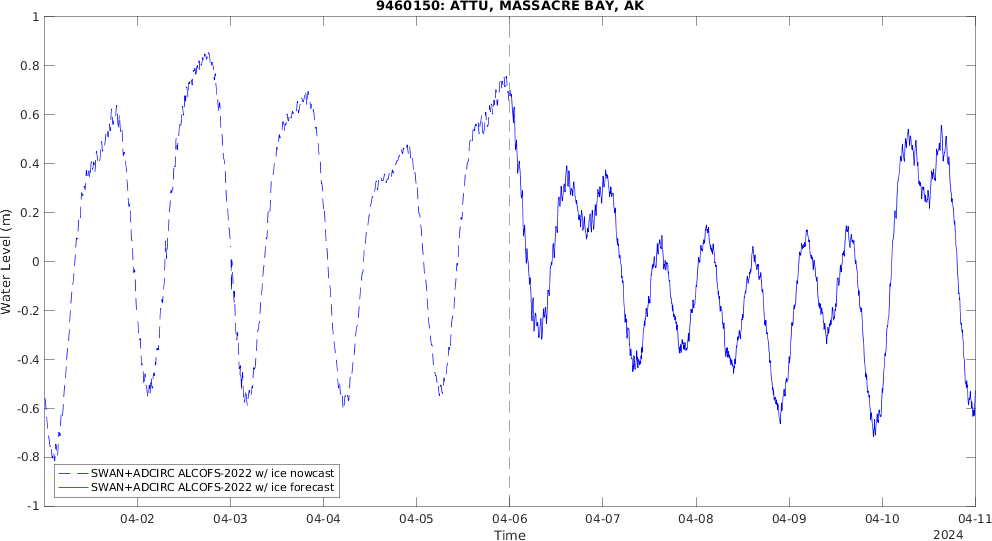 9460150: ATTU, MASSACRE BAY, AK
1
0.8
0.6
0.4
0.2
0
-0.2
-0.4
-0.6
-0.8
-1
Water Level (m)
SWAN+ADCIRC ALCOFS-2022 w/ ice nowcast
SWAN+ADCIRC ALCOFS-2022 w/ ice forecast
04-02 04-03 04-04 04-05 04-06 04-07 04-08 04-09 04-10 04-11
Time
2024